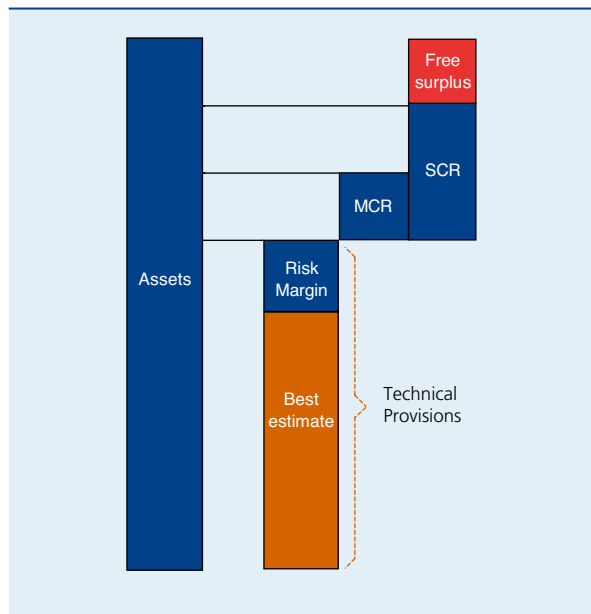 Free
surplus
SCR
MCR
Assets
Risk
Margin
Best
estimate
Technical
Provisions